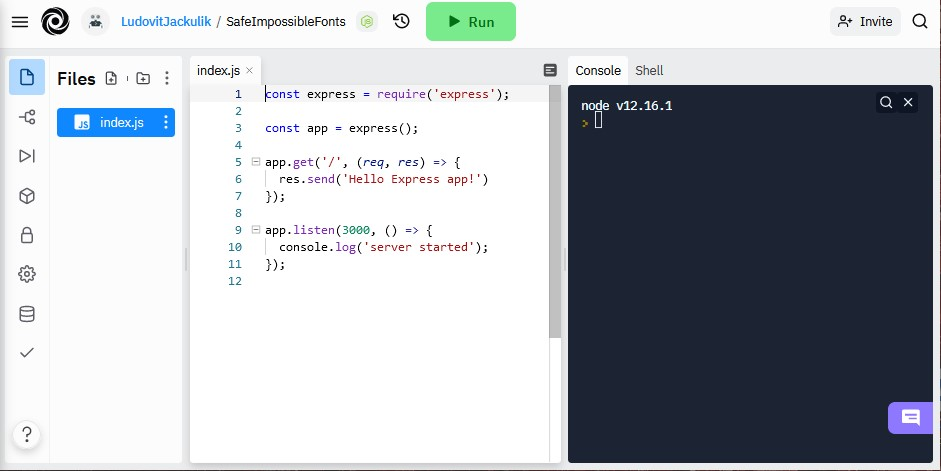 LudovitJackulik / SafeImpossibleFonts
Run
Invite
Files
JS index.js
index.js
1 const express = require('express');
2
3 const app = express();
4
5 app.get('/', (req, res) => {
6 res.send('Hello Express app!')
7 });
8
9 app.listen(3000, () => {
10 console.log('server started');
11 });
12
Console Shell
node v12.16.1
>
?